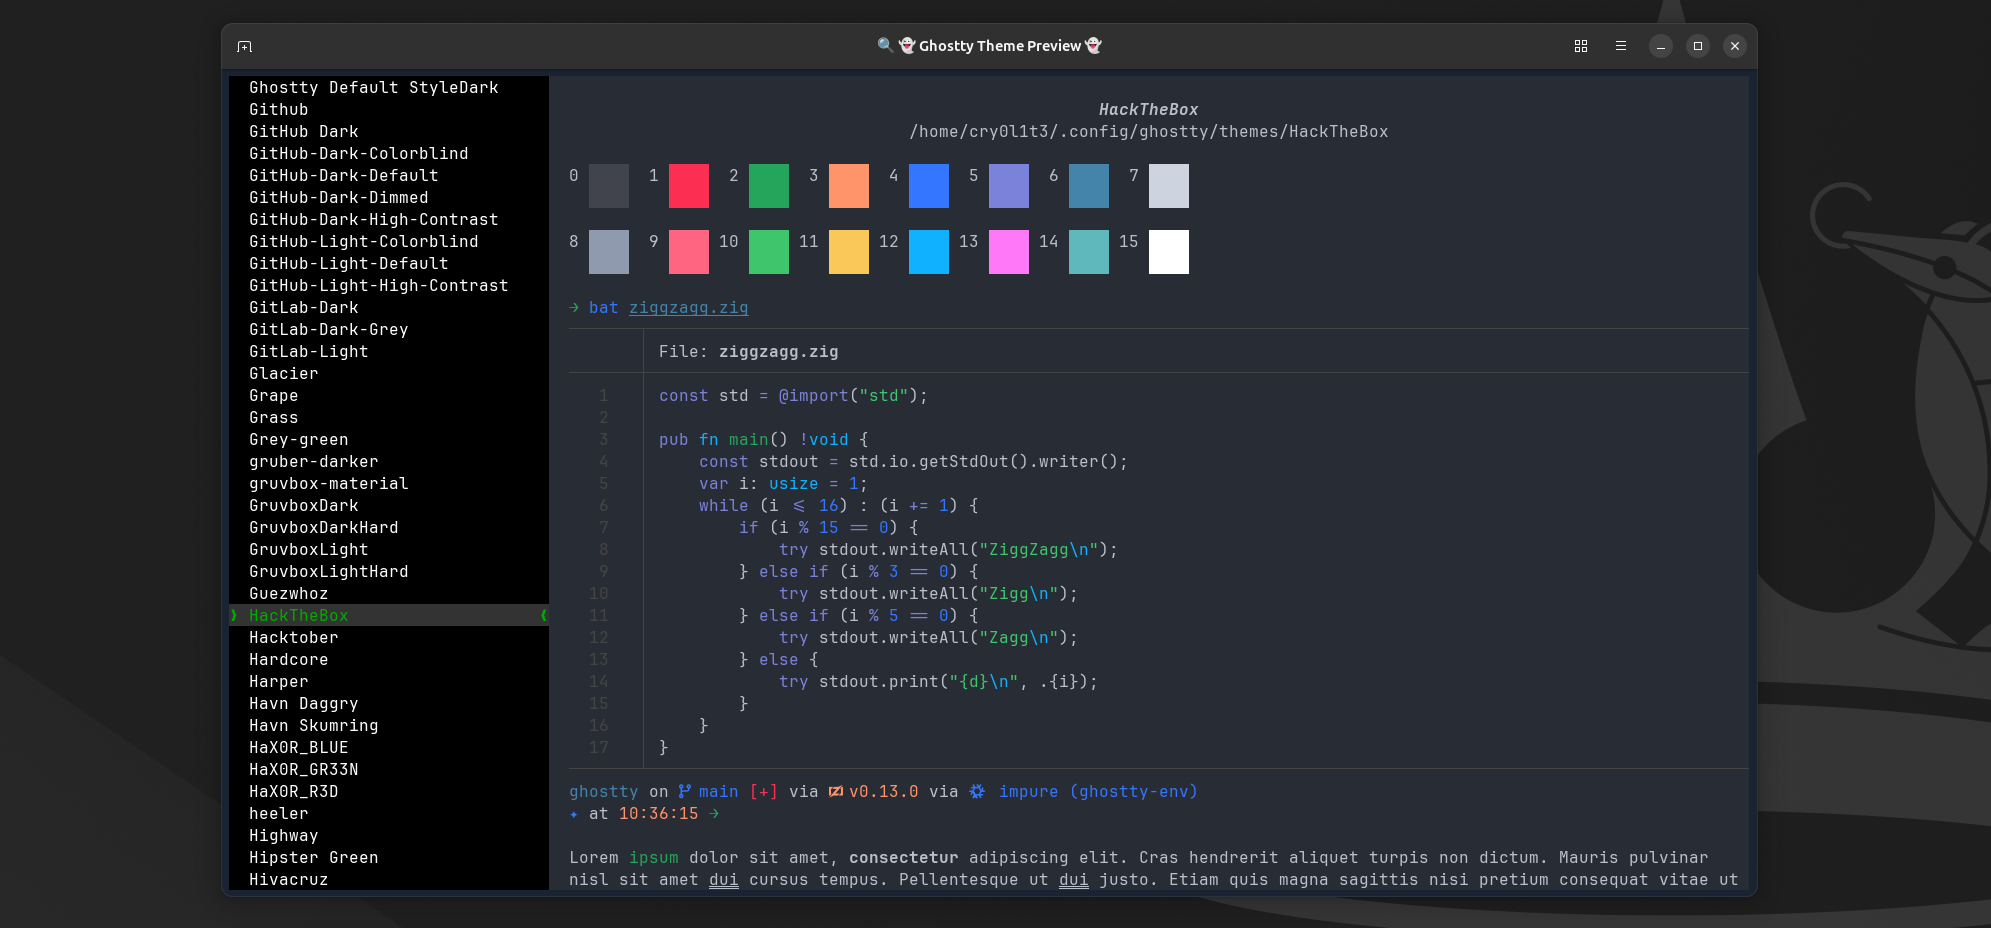 Ghostty Theme Preview
Ghostty Default StyleDark
Github
GitHub Dark
GitHub-Dark-Colorblind
GitHub-Dark-Default
GitHub-Dark-Dimmed
GitHub-Dark-High-Contrast
GitHub-Light-Colorblind
GitHub-Light-Default
GitHub-Light-High-Contrast
GitLab-Dark
GitLab-Dark-Grey
GitLab-Light
Glacier
Grape
Grass
Grey-green
gruber-darker
gruvbox-material
GruvboxDark
GruvboxDarkHard
GruvboxLight
GruvboxLightHard
Guezwhoz
❯ HackTheBox ❮
Hacktober
Hardcore
Harper
Havn Daggry
Havn Skumring
HaX0R_BLUE
HaX0R_GR33N
HaX0R_R3D
heeler
Highway
Hipster Green
Hivacruz
HackTheBox
/home/cry0l1t3/.config/ghostty/themes/HackTheBox
0 1 2 3 4 5 6 7
8 9 10 11 12 13 14 15
→ bat ziggzagg.zig
File: ziggzagg.zig
1 const std = @import("std");
2
3 pub fn main() !void {
4 const stdout = std.io.getStdOut().writer();
5 var i: usize = 1;
6 while (i <= 16) : (i += 1) {
7 if (i % 15 == 0) {
8 try stdout.writeAll("ZiggZagg\n");
9 } else if (i % 3 == 0) {
10 try stdout.writeAll("Zigg\n");
11 } else if (i % 5 == 0) {
12 try stdout.writeAll("Zagg\n");
13 } else {
14 try stdout.print("{d}\n", .{i});
15 }
16 }
17 }
ghostty on main [+] via v0.13.0 via impure (ghostty-env)
✦ at 10:36:15 →
Lorem ipsum dolor sit amet, consectetur adipiscing elit. Cras hendrerit aliquet turpis non dictum. Mauris pulvinar
nisl sit amet dui cursus tempus. Pellentesque ut dui justo. Etiam quis magna sagittis nisi pretium consequat vitae ut